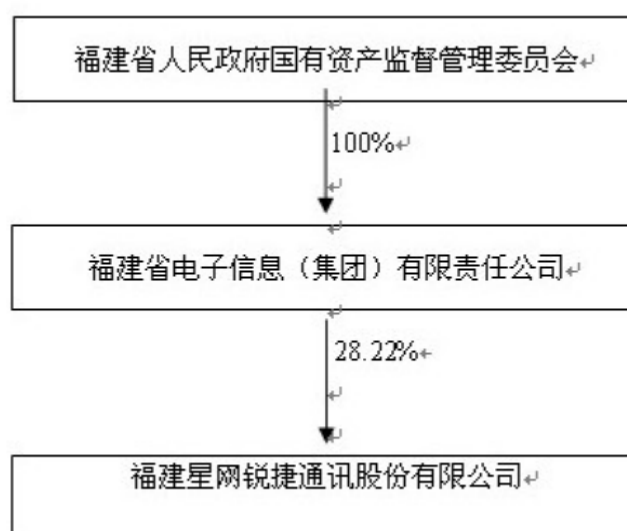 福建省人民政府国有资产监督管理委员会
100%
福建省电子信息（集团）有限责任公司
28.22%
福建星网锐捷通讯股份有限公司